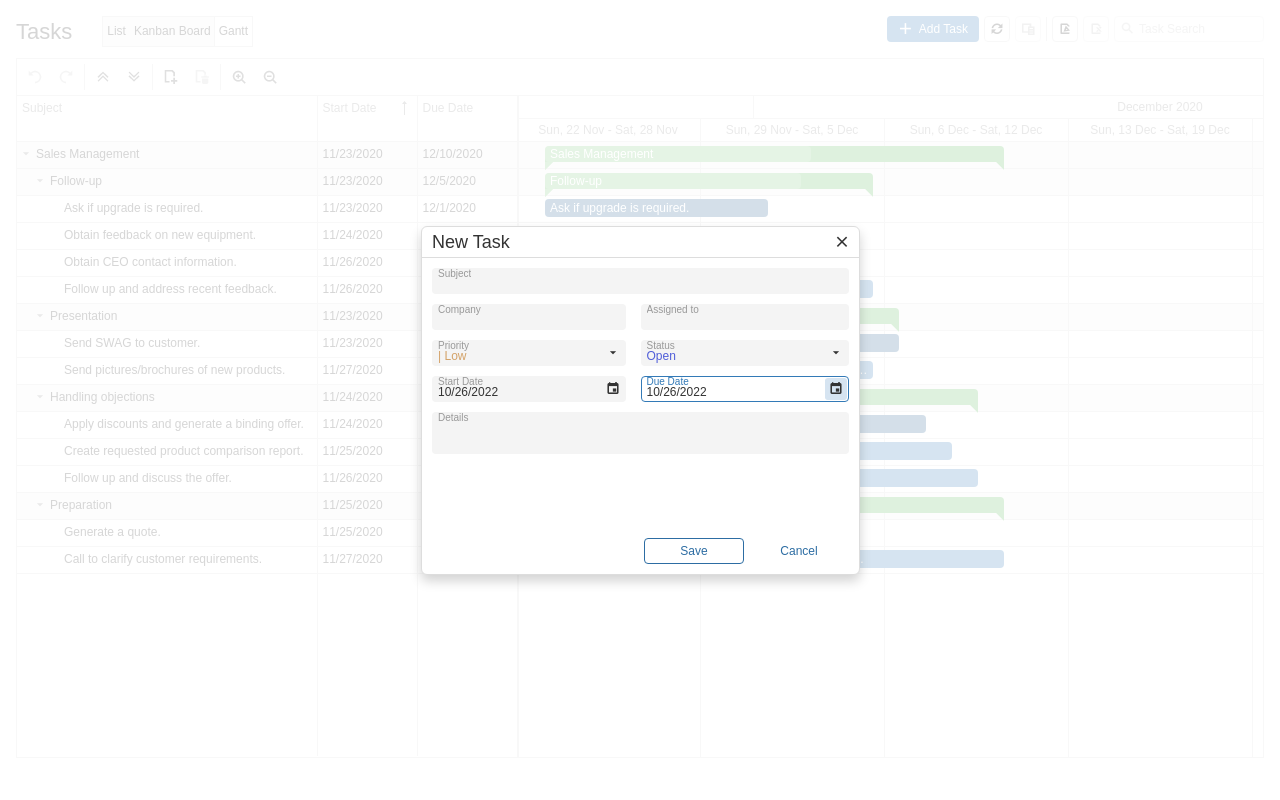 Tasks
List Kanban Board Gantt
Add Task
Task Search
Subject Start Date Due Date
December 2020
Sun, 22 Nov - Sat, 28 Nov Sun, 29 Nov - Sat, 5 Dec Sun, 6 Dec - Sat, 12 Dec Sun, 13 Dec - Sat, 19 Dec
Sales Management 11/23/2020 12/10/2020 Sales Management
Follow-up 11/23/2020 12/5/2020 Follow-up
Ask if upgrade is required. 11/23/2020 12/1/2020 Ask if upgrade is required.
Obtain feedback on new equipment. 11/24/2020
Obtain CEO contact information. 11/26/2020
Follow up and address recent feedback. 11/26/2020
Presentation 11/23/2020
Send SWAG to customer. 11/23/2020
Send pictures/brochures of new products. 11/27/2020
Handling objections 11/24/2020
Apply discounts and generate a binding offer. 11/24/2020
Create requested product comparison report. 11/25/2020
Follow up and discuss the offer. 11/26/2020
Preparation 11/25/2020
Generate a quote. 11/25/2020
Call to clarify customer requirements. 11/27/2020
New Task
Subject
Company Assigned to
Priority Status
| Low Open
Start Date Due Date
10/26/2022 10/26/2022
Details
Save Cancel